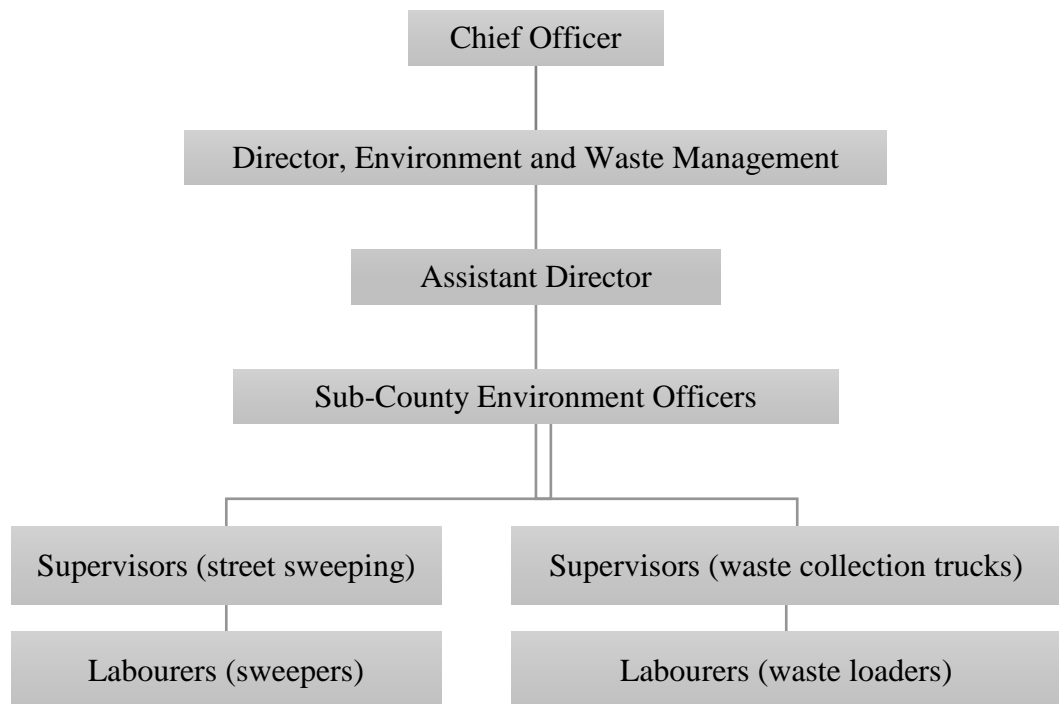 Chief Officer
Director, Environment and Waste Management
Assistant Director
Sub-County Environment Officers
Supervisors (street sweeping)
Supervisors (waste collection trucks)
Labourers (sweepers)
Labourers (waste loaders)